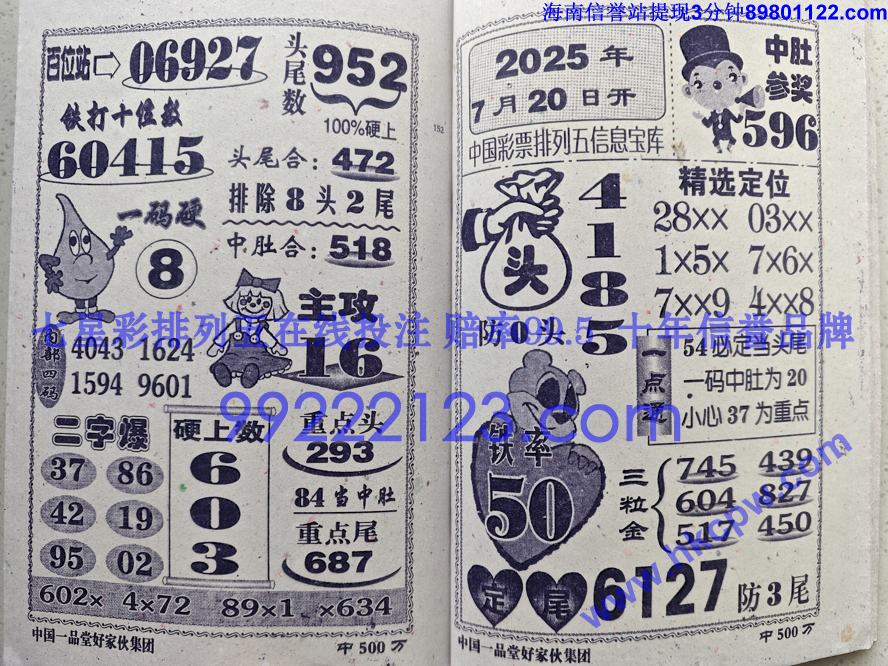 海南信誉站提现3分钟89801122.com
百位站 06927
头尾数 952
100%硬上
铁打十位数
60415
头尾合：472
排除8头2尾
一码硬
8
中肚合：518
主攻
16
内部四码
4043 1624
1594 9601
二字爆
37 86
42 19
95 02
硬上数
6
0
3
重点头
293
84当中肚
重点尾
687
602× 4×72 89×1 ×634
中国一品堂好家伙集团
中500万
152
2025年
7月20日开
中国彩票排列五信息宝库
中肚参奖
596
头
4
1
8
5
防0头
精选定位
28×× 03××
1×5× 7×6×
7××9 4××8
一点
54必定当头尾
一码中肚为20
小心37为重点
铁率
50
三粒金
745 439
604 827
517 450
定尾 6127 防3尾
中国一品堂好家伙集团
中500万
七星彩排列五在线投注 赔率99.5 十年信誉品牌
99222123.com